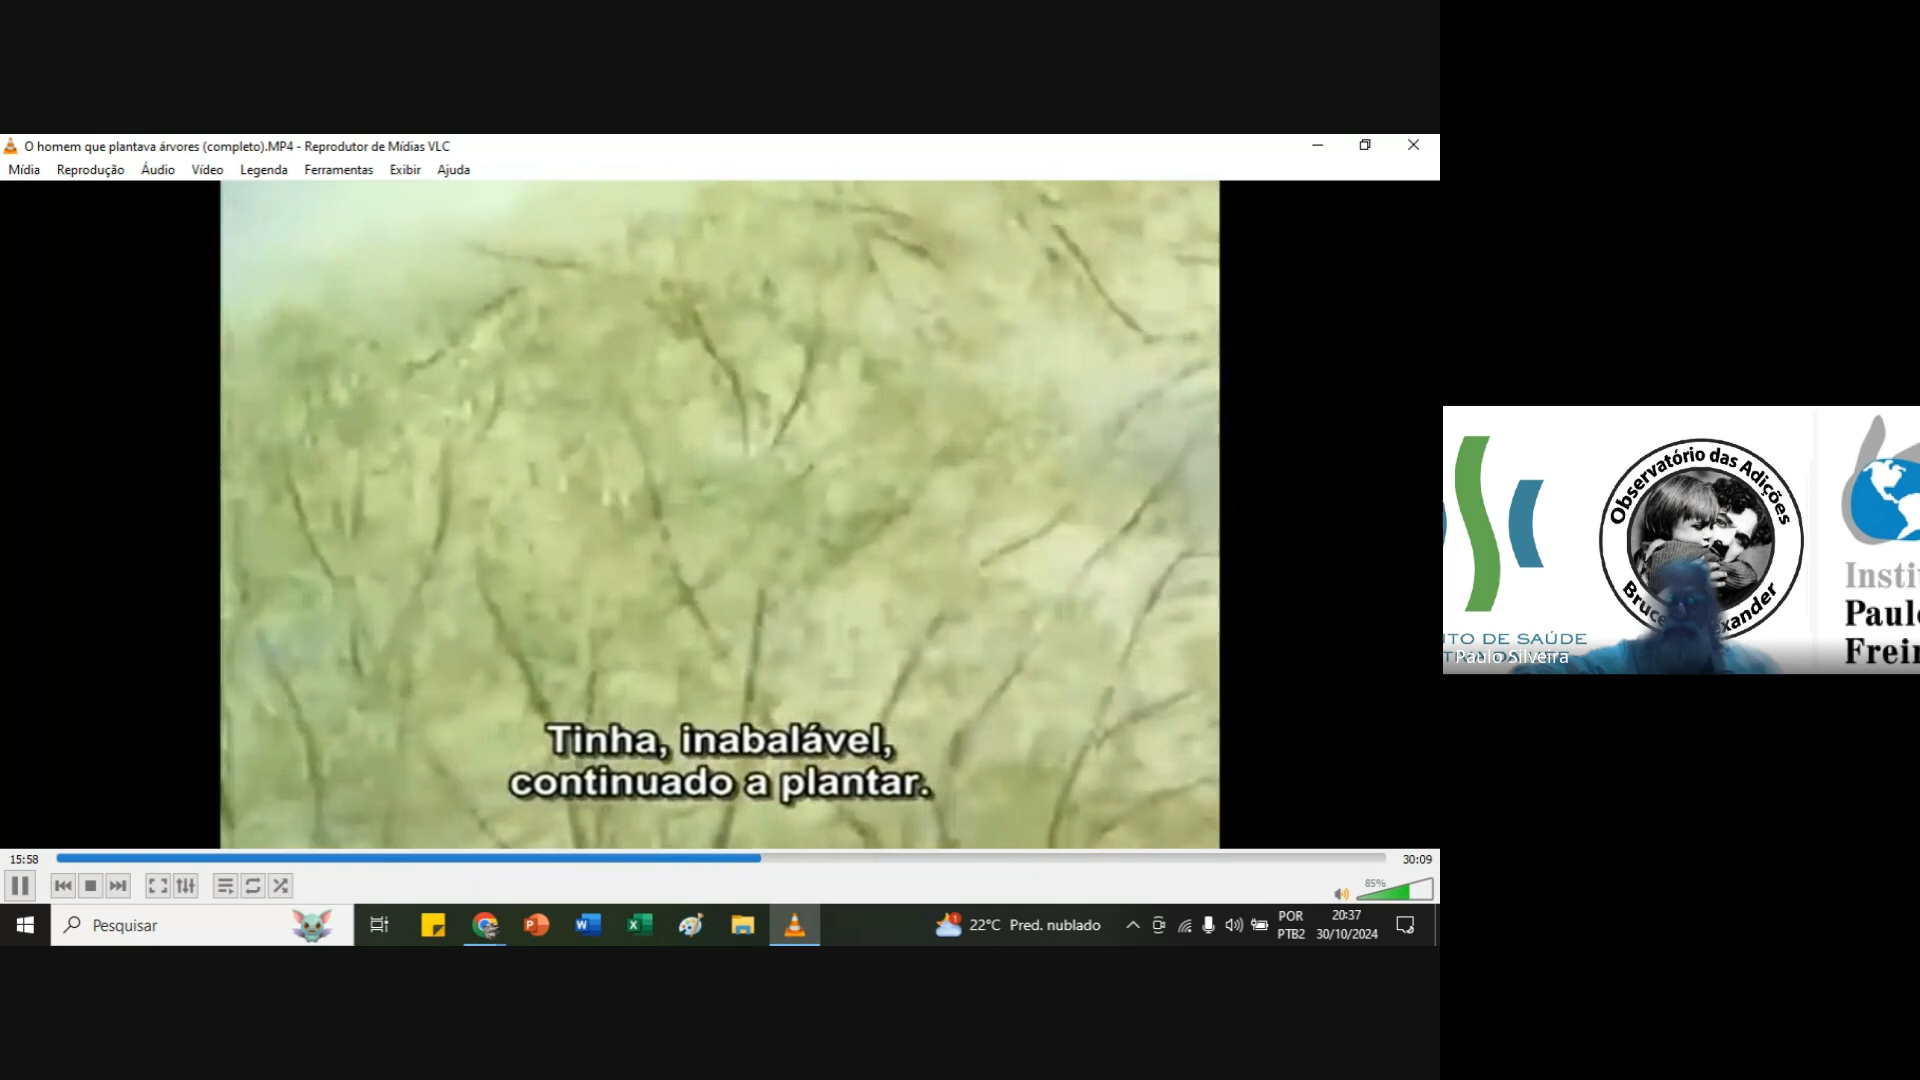 O homem que plantava árvores (completo).MP4 - Reprodutor de Mídias VLC
Mídia Reprodução Áudio Vídeo Legenda Ferramentas Exibir Ajuda
Tinha, inabalável,
continuado a plantar.
15:58
30:09
85%
Pesquisar
22°C Pred. nublado
POR
PTB2
20:37
30/10/2024
Observatório das Adições
Bruce
xander
TO DE SAÚDE
Paulo Silveira
Insti
Paul
Frei